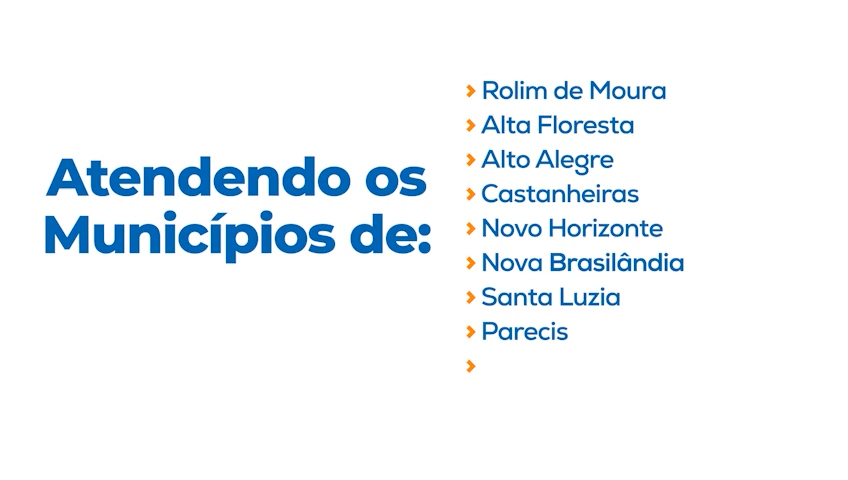 Atendendo os
Municípios de:
Rolim de Moura
Alta Floresta
Alto Alegre
Castanheiras
Novo Horizonte
Nova Brasilândia
Santa Luzia
Parecis